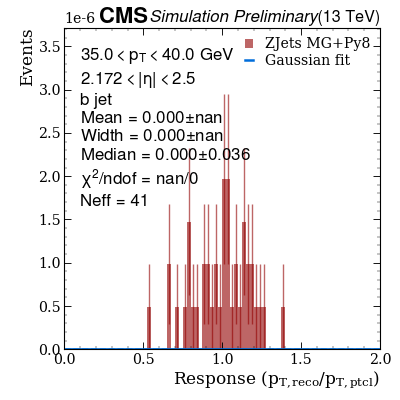 1e-6 CMS Simulation Preliminary (13 TeV)
Events
35.0 < p_T < 40.0 GeV
2.172 < |η| < 2.5
b jet
Mean = 0.000±nan
Width = 0.000±nan
Median = 0.000±0.036
χ²/ndof = nan/0
Neff = 41
ZJets MG+Py8
Gaussian fit
3.5
3.0
2.5
2.0
1.5
1.0
0.5
0.0
0.0 0.5 1.0 1.5 2.0
Response (p_T,reco/p_T,ptcl)